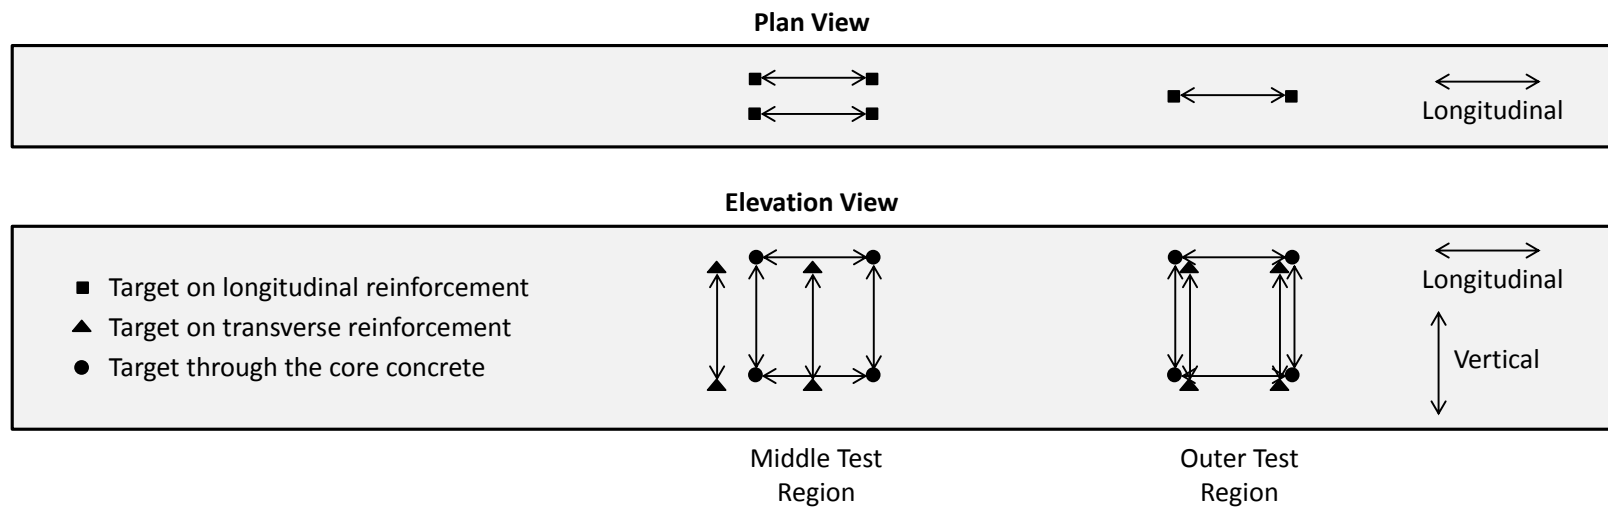 Plan View
Longitudinal
Elevation View
Target on longitudinal reinforcement
Target on transverse reinforcement
Target through the core concrete
Longitudinal
Vertical
Middle Test
Region
Outer Test
Region